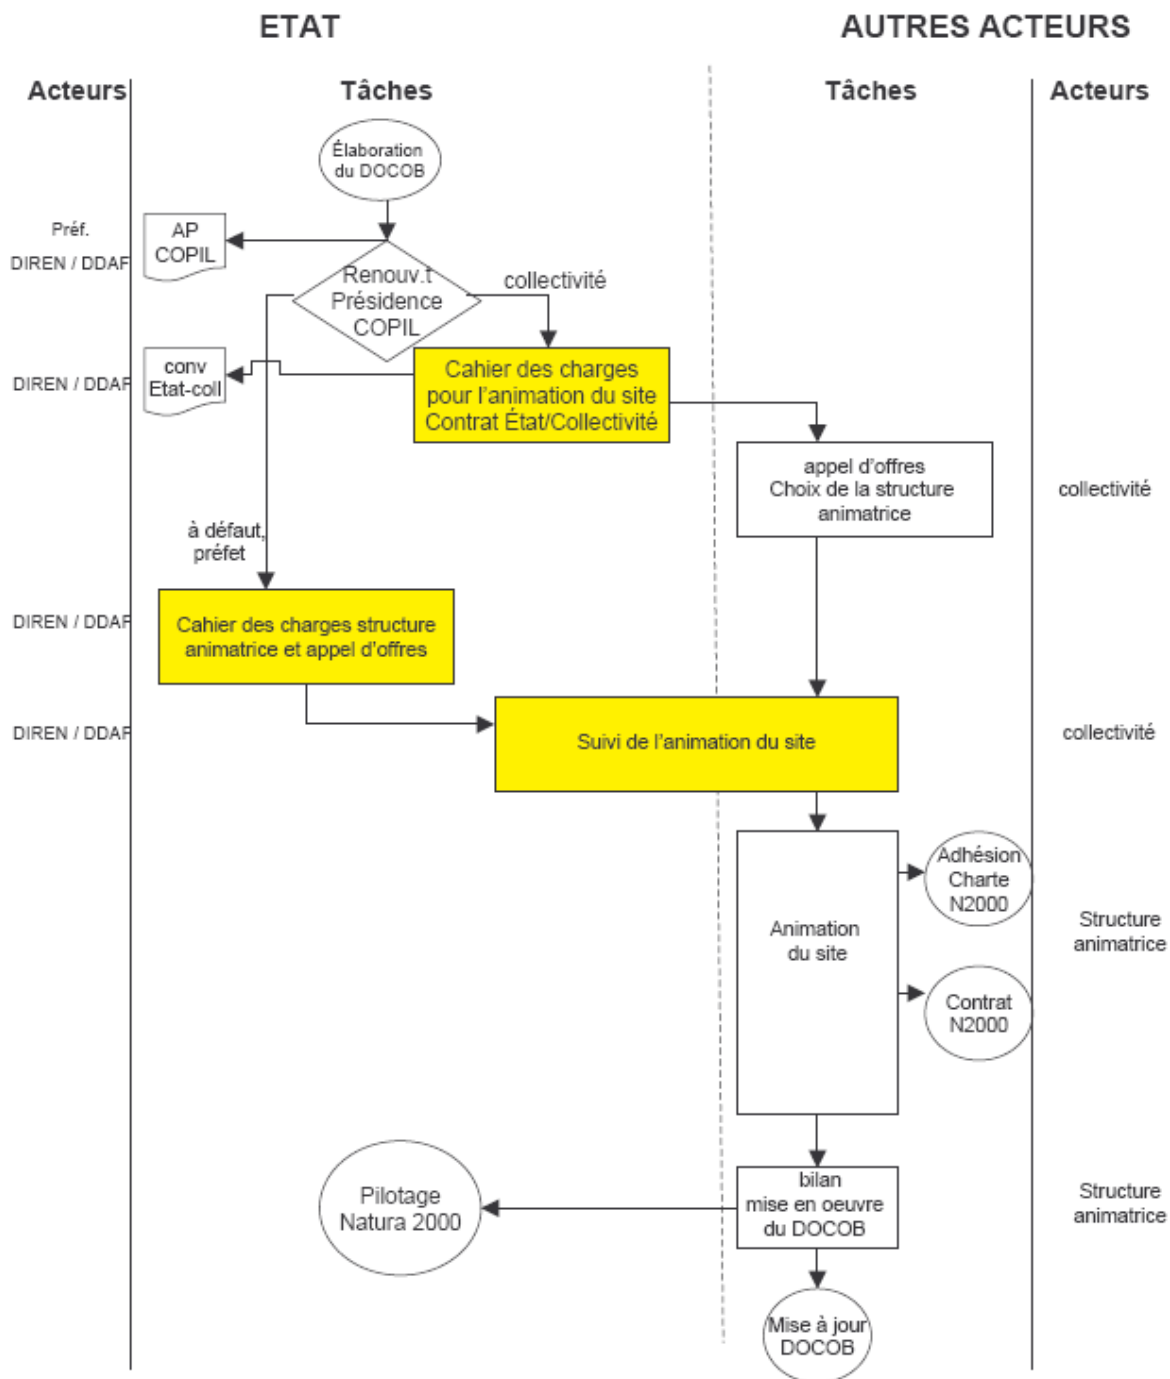 ETAT
AUTRES ACTEURS
Acteurs
Tâches
Tâches
Acteurs
Élaboration
du DOCOB
Préf.
DIREN / DDAF
AP
COPIL
Renouv.t
Présidence
COPIL
collectivité
DIREN / DDAF
conv
Etat-coll
Cahier des charges
pour l'animation du site
Contrat État/Collectivité
appel d'offres
Choix de la structure
animatrice
collectivité
à défaut,
préfet
DIREN / DDAF
Cahier des charges structure
animatrice et appel d'offres
DIREN / DDAF
Suivi de l'animation du site
collectivité
Adhésion
Charte
N2000
Animation
du site
Structure
animatrice
Contrat
N2000
Pilotage
Natura 2000
bilan
mise en oeuvre
du DOCOB
Structure
animatrice
Mise à jour
DOCOB